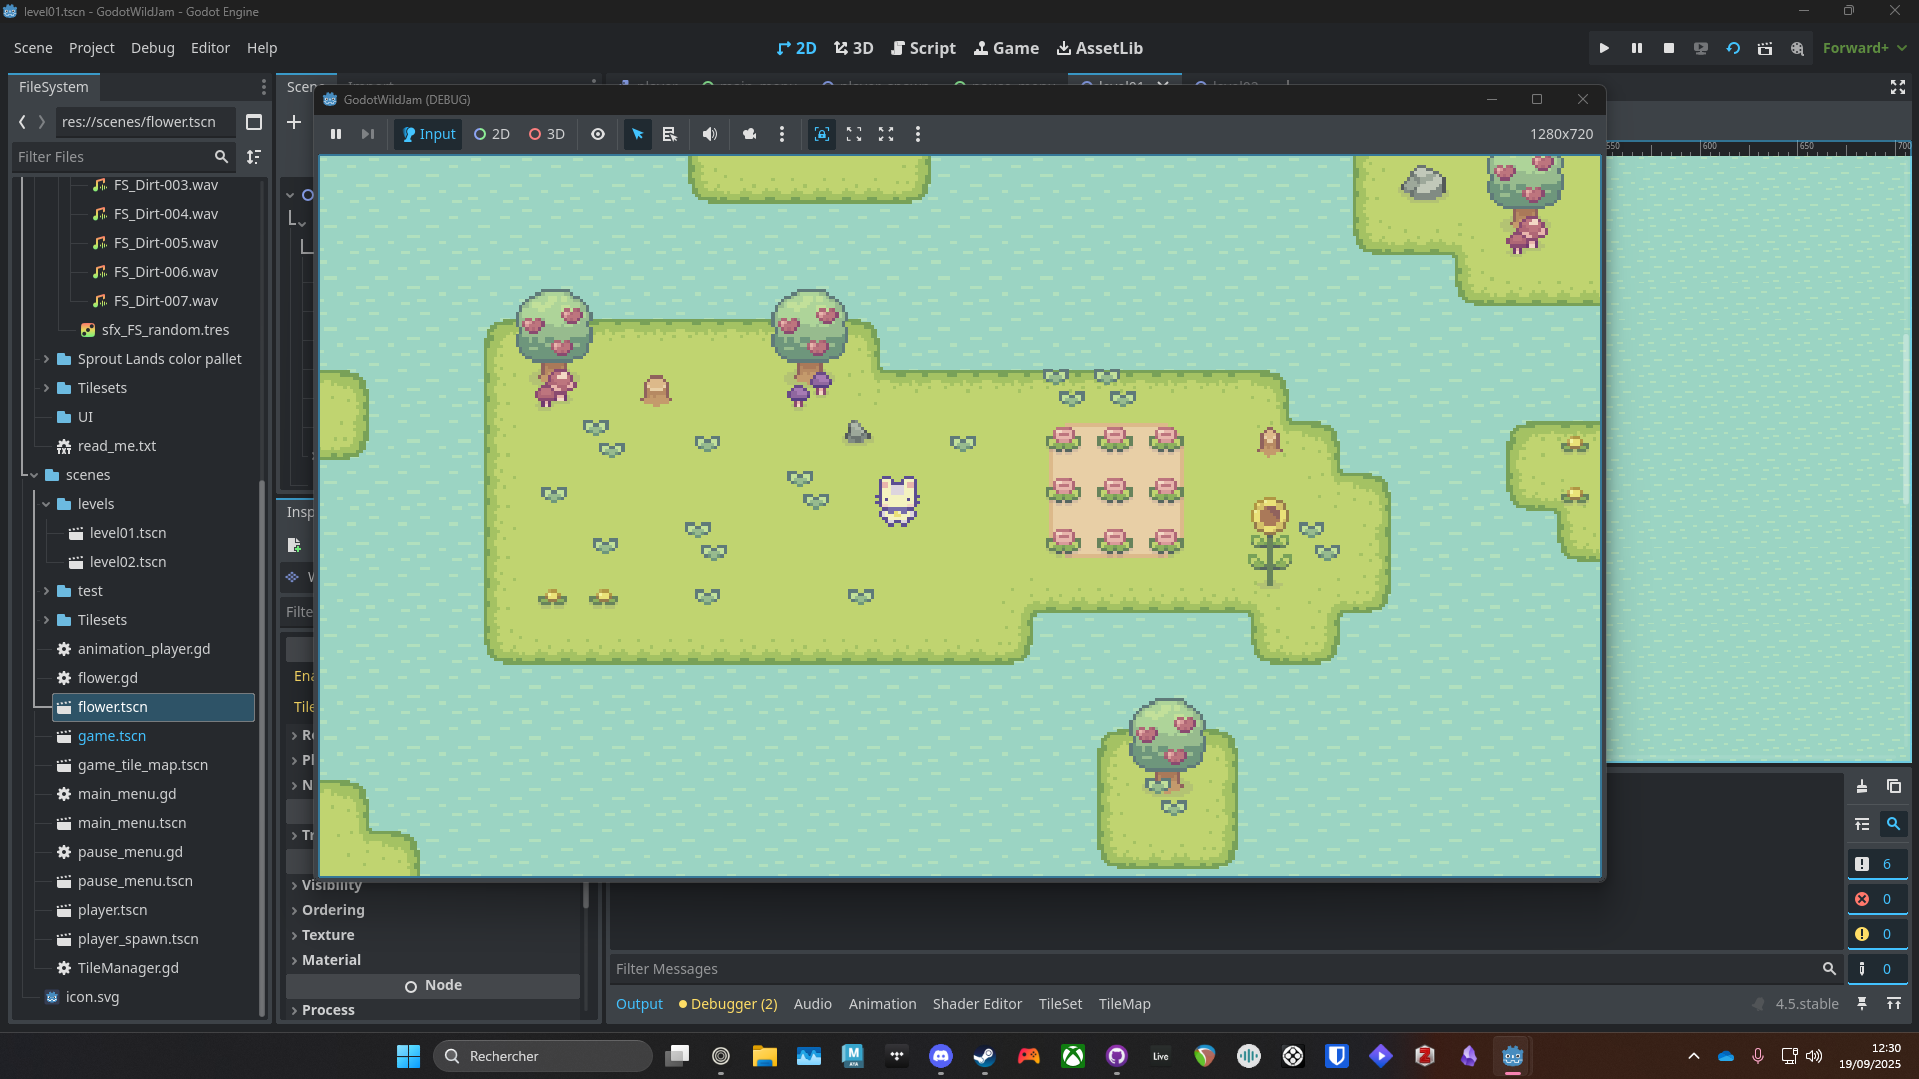 level01.tscn - GodotWildJam - Godot Engine
Scene Project Debug Editor Help
2D 3D Script Game AssetLib
Forward+
FileSystem
Scene
Import
GodotWildJam (DEBUG)
res://scenes/flower.tscn
Input 2D 3D
1280x720
Filter Files
550 600 650 700
FS_Dirt-003.wav
FS_Dirt-004.wav
FS_Dirt-005.wav
FS_Dirt-006.wav
FS_Dirt-007.wav
sfx_FS_random.tres
Sprout Lands color pallet
Tilesets
UI
read_me.txt
scenes
levels
level01.tscn
level02.tscn
test
Tilesets
animation_player.gd
flower.gd
flower.tscn
game.tscn
game_tile_map.tscn
main_menu.gd
main_menu.tscn
pause_menu.gd
pause_menu.tscn
player.tscn
player_spawn.tscn
TileManager.gd
icon.svg
Insp
Filte
Ena
Tile
Visibility
Ordering
Texture
Material
Node
Process
6
0
0
0
Filter Messages
Output Debugger (2) Audio Animation Shader Editor TileSet TileMap
4.5.stable
Rechercher
Live
12:30
19/09/2025